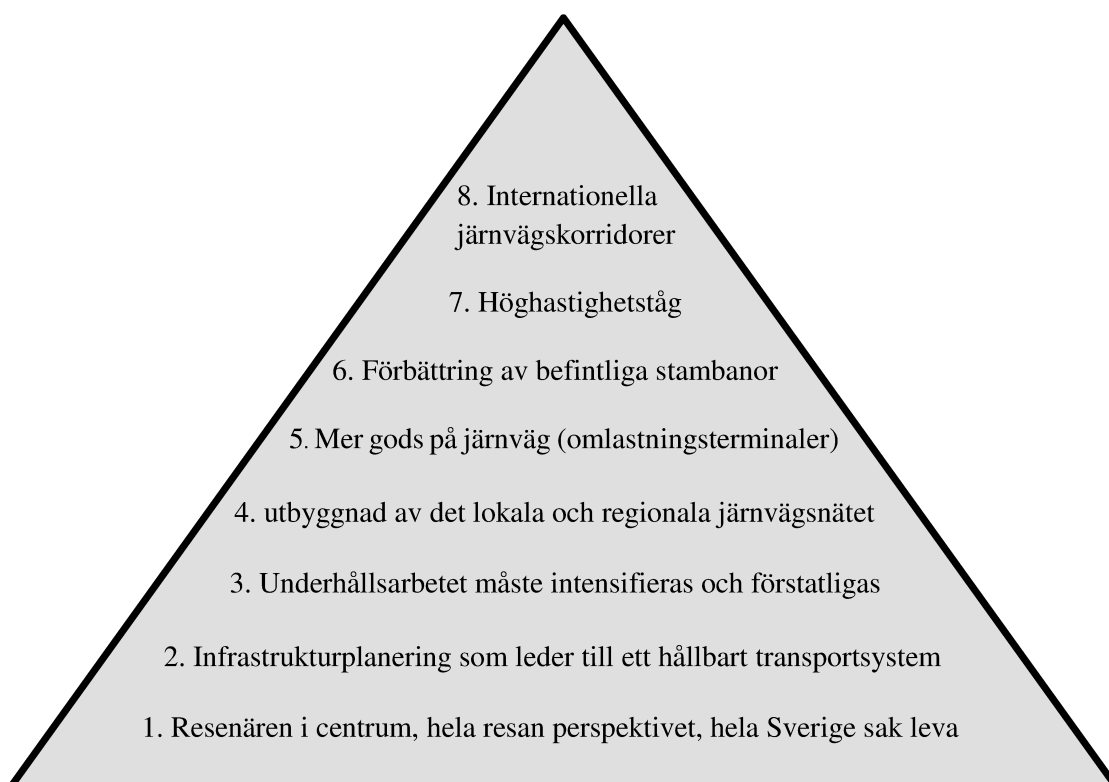 8. Internationella
järnvägskorridorer
7. Höghastighetståg
6. Förbättring av befintliga stambanor
5. Mer gods på järnväg (omlastningsterminaler)
4. utbyggnad av det lokala och regionala järnvägsnätet
3. Underhållsarbetet måste intensifieras och förstatligas
2. Infrastrukturplanering som leder till ett hållbart transportsystem
1. Resenären i centrum, hela resan perspektivet, hela Sverige sak leva